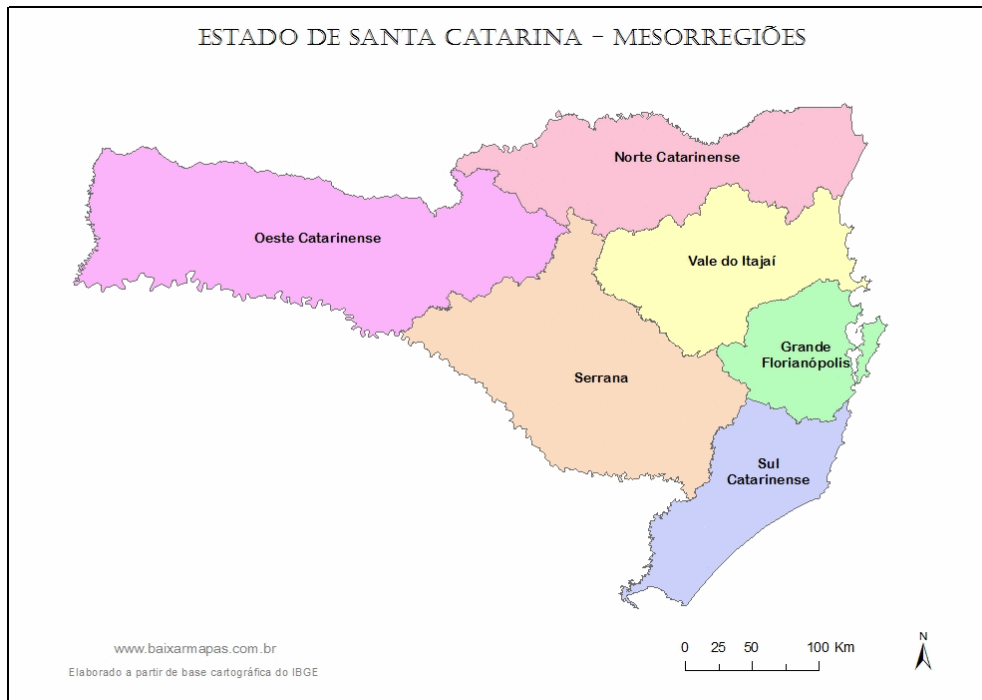 ESTADO DE SANTA CATARINA – MESORREGIÕES
Norte Catarinense
Oeste Catarinense
Vale do Itajaí
Grande
Florianópolis
Serrana
Sul
Catarinense
www.baixarmapas.com.br
Elaborado a partir de base cartográfica do IBGE
0 25 50 100 Km
N